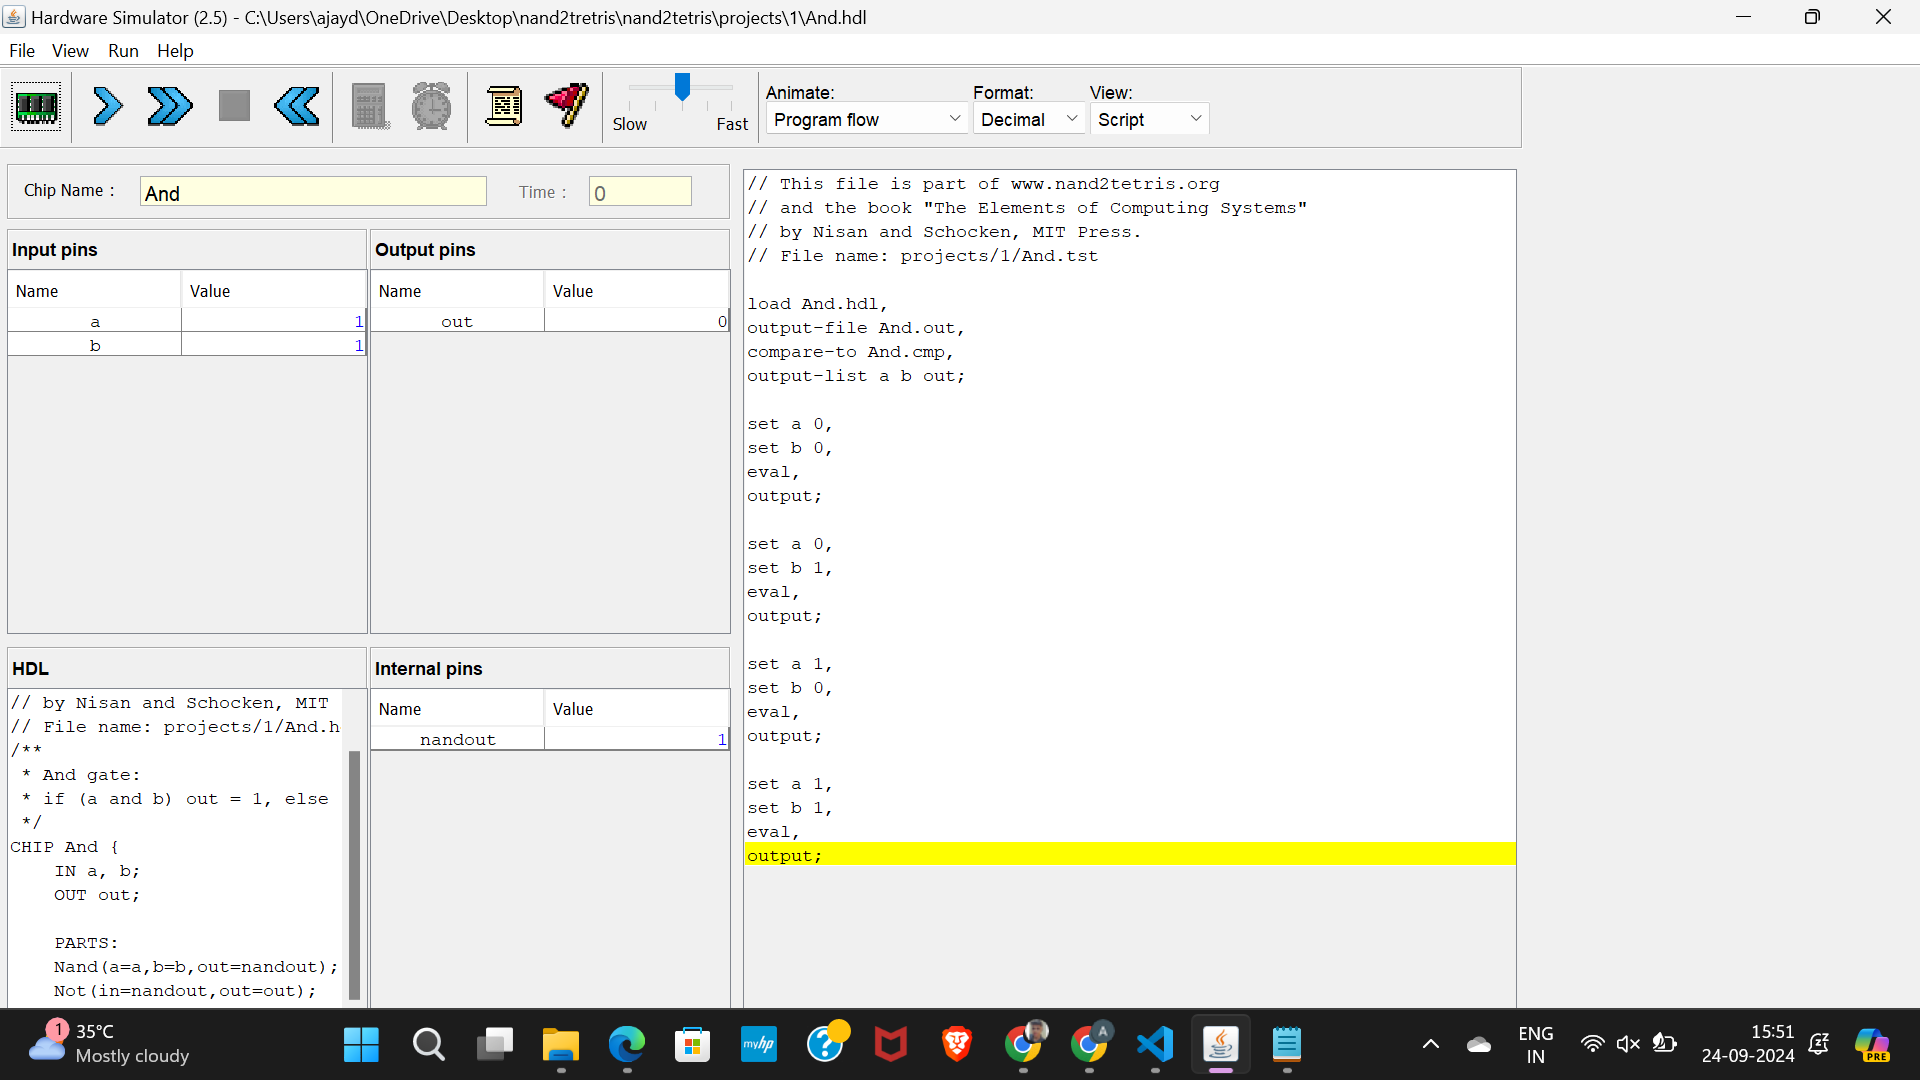 Hardware Simulator (2.5) - C:\Users\ajayd\OneDrive\Desktop\nand2tretris\nand2tetris\projects\1\And.hdl
File View Run Help
Slow Fast
Animate: Format: View:
Program flow Decimal Script
Chip Name : And Time : 0
Input pins
Name Value
a 1
b 1
Output pins
Name Value
out 0
HDL
// by Nisan and Schocken, MIT
// File name: projects/1/And.h
/**
* And gate:
* if (a and b) out = 1, else
*/
CHIP And {
IN a, b;
OUT out;
PARTS:
Nand(a=a,b=b,out=nandout);
Not(in=nandout,out=out);
Internal pins
Name Value
nandout 1
// This file is part of www.nand2tetris.org
// and the book "The Elements of Computing Systems"
// by Nisan and Schocken, MIT Press.
// File name: projects/1/And.tst
load And.hdl,
output-file And.out,
compare-to And.cmp,
output-list a b out;
set a 0,
set b 0,
eval,
output;
set a 0,
set b 1,
eval,
output;
set a 1,
set b 0,
eval,
output;
set a 1,
set b 1,
eval,
output;
1
35°C
Mostly cloudy
myhp
A
ENG
IN
15:51
24-09-2024
PRE